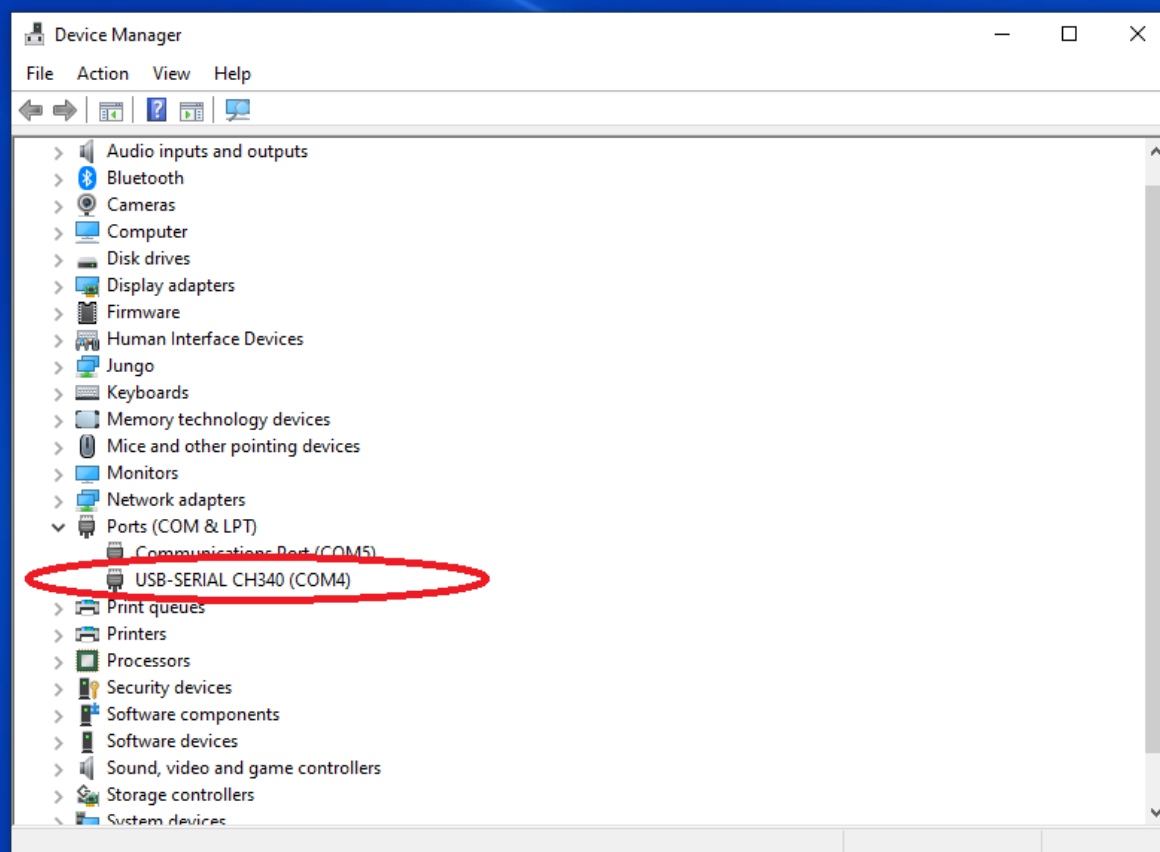 Device Manager
File Action View Help
Audio inputs and outputs
Bluetooth
Cameras
Computer
Disk drives
Display adapters
Firmware
Human Interface Devices
Jungo
Keyboards
Memory technology devices
Mice and other pointing devices
Monitors
Network adapters
Ports (COM & LPT)
Communications Port (COM5)
USB-SERIAL CH340 (COM4)
Print queues
Printers
Processors
Security devices
Software components
Software devices
Sound, video and game controllers
Storage controllers
System devices